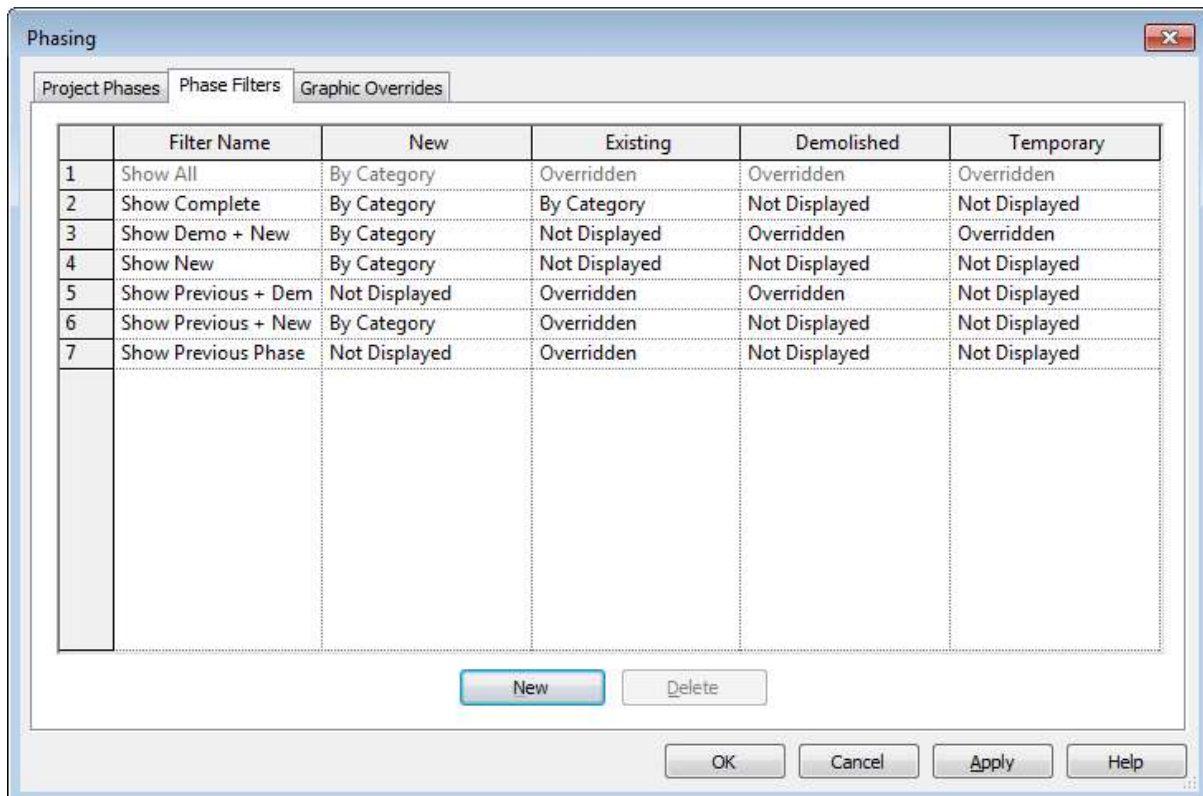 Phasing
Project Phases Phase Filters Graphic Overrides
Filter Name New Existing Demolished Temporary
1 Show All By Category Overridden Overridden Overridden
2 Show Complete By Category By Category Not Displayed Not Displayed
3 Show Demo + New By Category Not Displayed Overridden Overridden
4 Show New By Category Not Displayed Not Displayed Not Displayed
5 Show Previous + Dem Not Displayed Overridden Overridden Not Displayed
6 Show Previous + New By Category Overridden Not Displayed Not Displayed
7 Show Previous Phase Not Displayed Overridden Not Displayed Not Displayed
New Delete
OK Cancel Apply Help